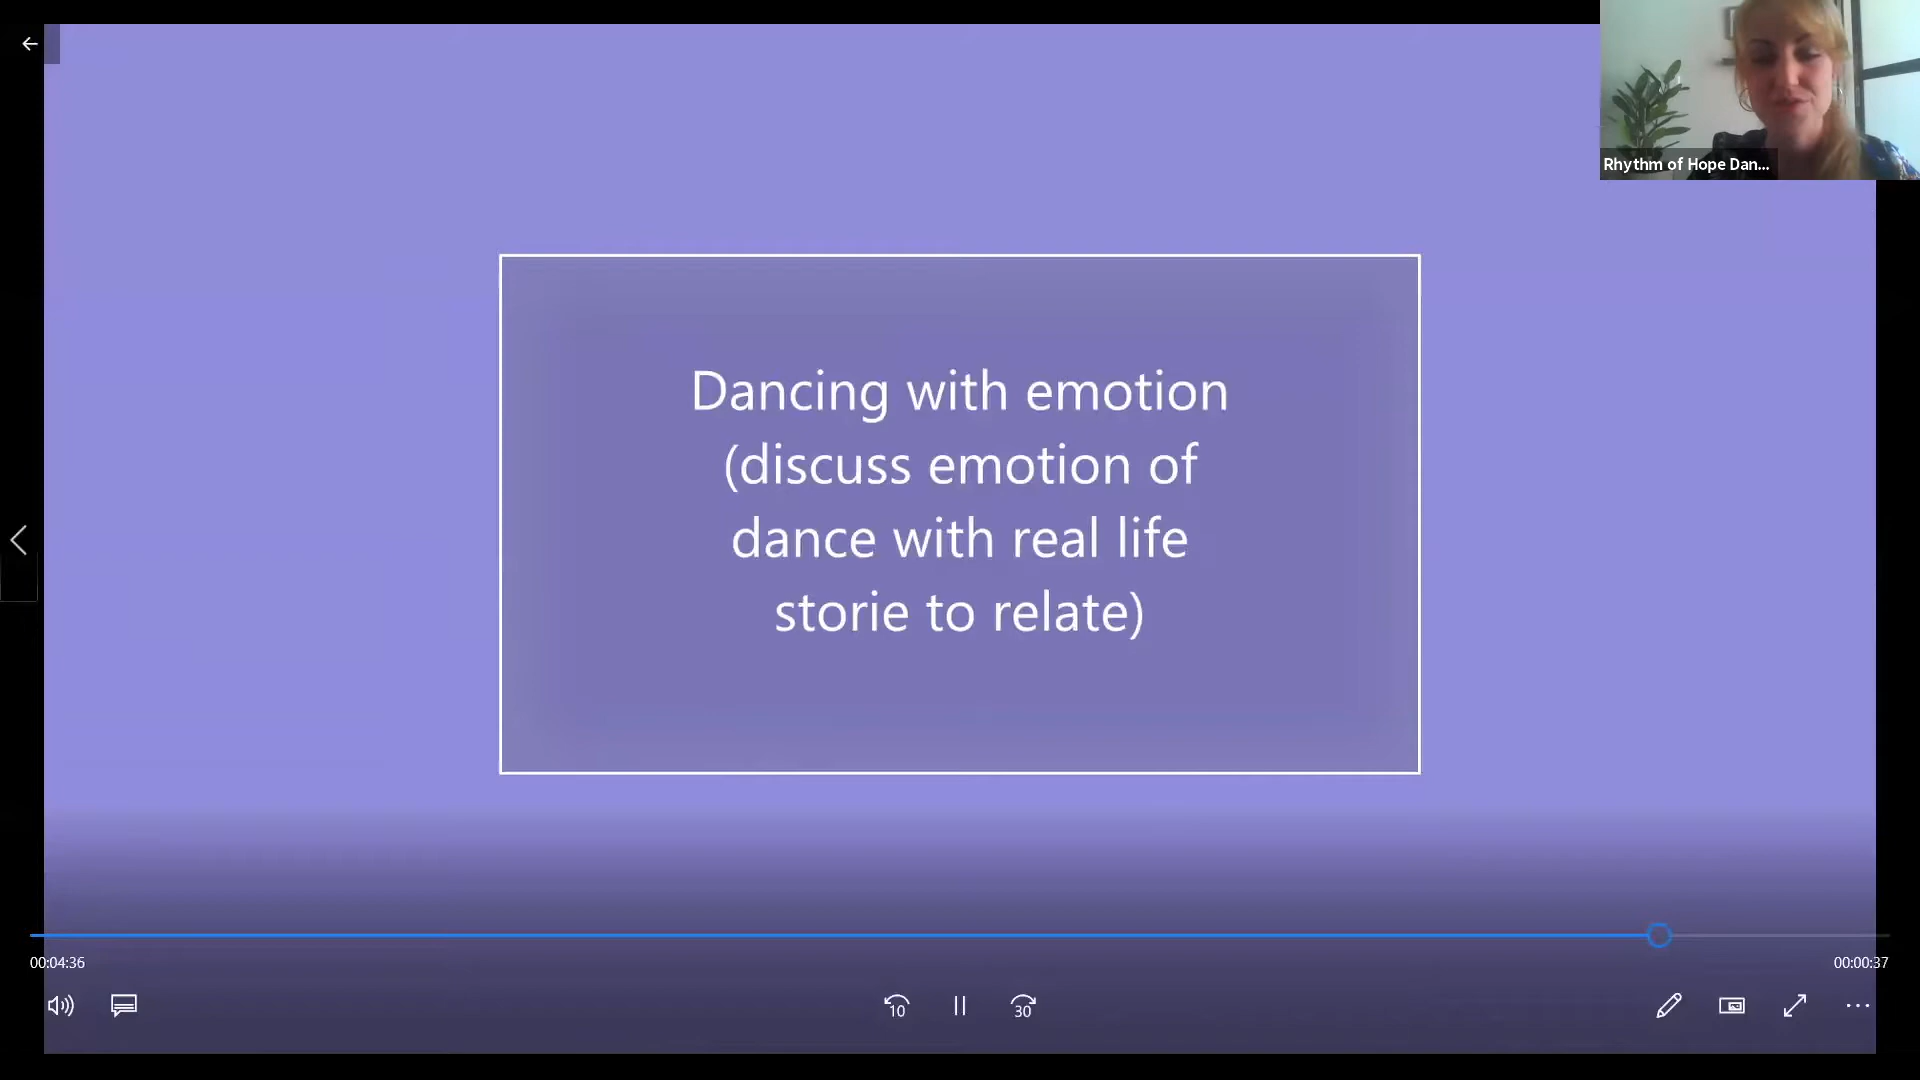 Rhythm of Hope Dan...
Dancing with emotion
(discuss emotion of
dance with real life
storie to relate)
00:04:36
00:00:37
10
30